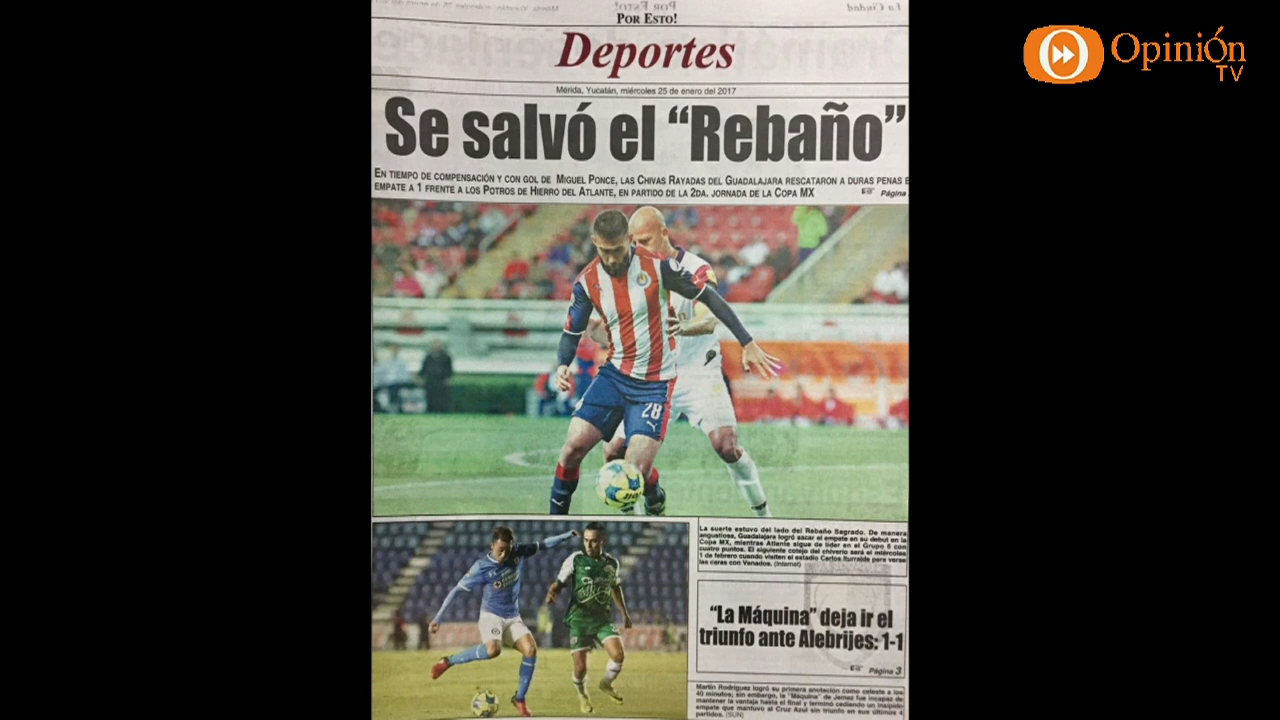 Por Esto!
POR ESTO!
La Ciudad
Opinión
TV
Deportes
Mérida, Yucatán, miércoles 25 de enero del 2017
Se salvó el “Rebaño”
EN TIEMPO DE COMPENSACIÓN Y CON GOL DE MIGUEL PONCE, LAS CHIVAS RAYADAS DEL GUADALAJARA RESCATARON A DURAS PENAS E
EMPATE A 1 FRENTE A LOS POTROS DE HIERRO DEL ATLANTE, EN PARTIDO DE LA 2DA. JORNADA DE LA COPA MX
Página
28
La suerte estuvo del lado del Rebaño Sagrado. De manera
angustiosa, Guadalajara logró sacar el empate en su debut en la
Copa MX, mientras Atlante sigue de líder en el Grupo 6 con
cuatro puntos. El siguiente cotejo del chiverío será el miércoles
1 de febrero cuando visiten el estadio Carlos Iturralde para verse
las caras con Venados. (Internet)
“La Máquina” deja ir el
triunfo ante Alebrijes: 1-1
Página 3
Martín Rodríguez logró su primera anotación como celeste a los
40 minutos; sin embargo, la "Máquina" de Jemez fue incapaz de
mantener la ventaja hasta el final y terminó cediendo un insípido
empate que mantuvo al Cruz Azul sin triunfo en sus últimos 4
partidos. (SUN)